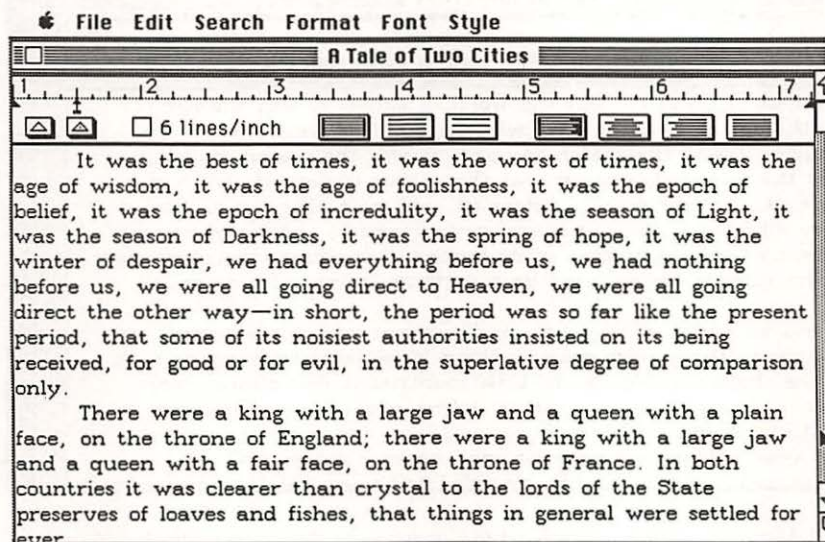 File Edit Search Format Font Style
A Tale of Two Cities
1 2 3 4 5 6 7
6 lines/inch
It was the best of times, it was the worst of times, it was the
age of wisdom, it was the age of foolishness, it was the epoch of
belief, it was the epoch of incredulity, it was the season of Light, it
was the season of Darkness, it was the spring of hope, it was the
winter of despair, we had everything before us, we had nothing
before us, we were all going direct to Heaven, we were all going
direct the other way—in short, the period was so far like the present
period, that some of its noisiest authorities insisted on its being
received, for good or for evil, in the superlative degree of comparison
only.
There were a king with a large jaw and a queen with a plain
face, on the throne of England; there were a king with a large jaw
and a queen with a fair face, on the throne of France. In both
countries it was clearer than crystal to the lords of the State
preserves of loaves and fishes, that things in general were settled for
ever.